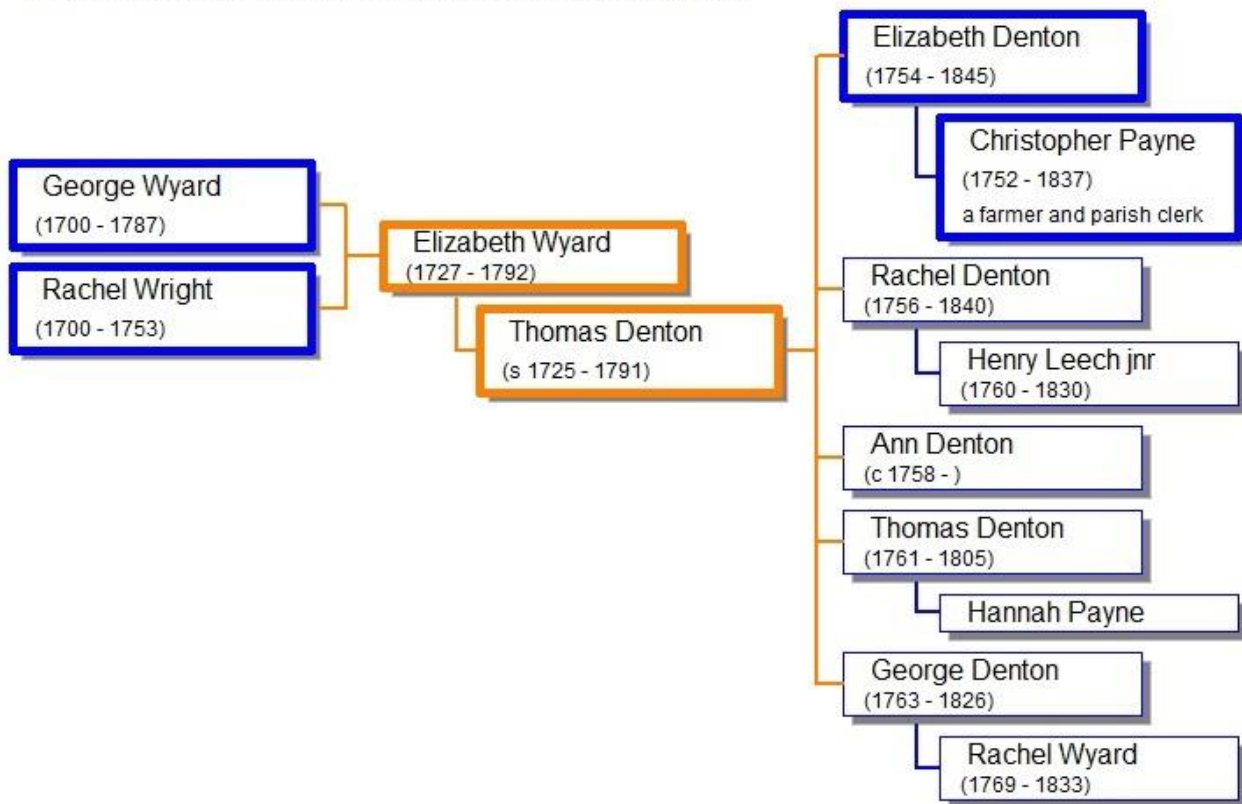 George Wyard
(1700 - 1787)
Rachel Wright
(1700 - 1753)
Elizabeth Wyard
(1727 - 1792)
Thomas Denton
(s 1725 - 1791)
Elizabeth Denton
(1754 - 1845)
Christopher Payne
(1752 - 1837)
a farmer and parish clerk
Rachel Denton
(1756 - 1840)
Henry Leech jnr
(1760 - 1830)
Ann Denton
(c 1758 - )
Thomas Denton
(1761 - 1805)
Hannah Payne
George Denton
(1763 - 1826)
Rachel Wyard
(1769 - 1833)